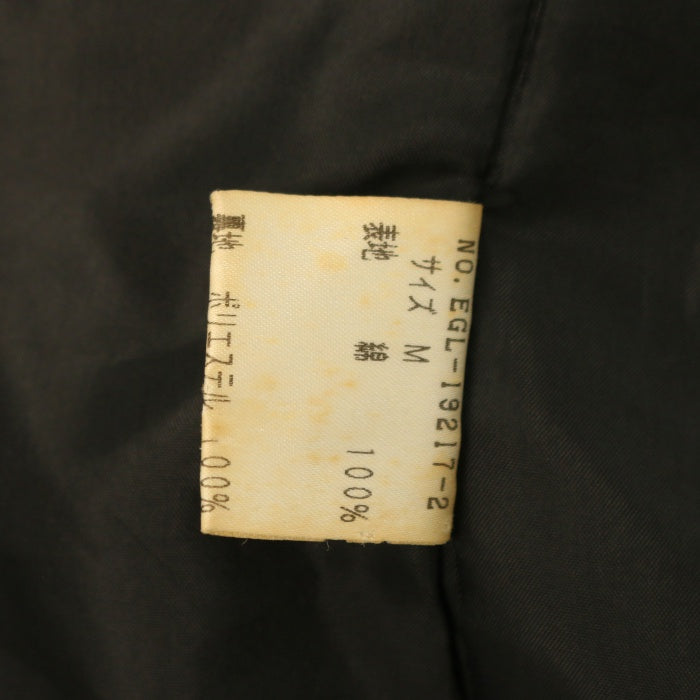 NO. EGL-19217-2
サイズ M
表地 綿 100%
裏地 ポリエステル 100%